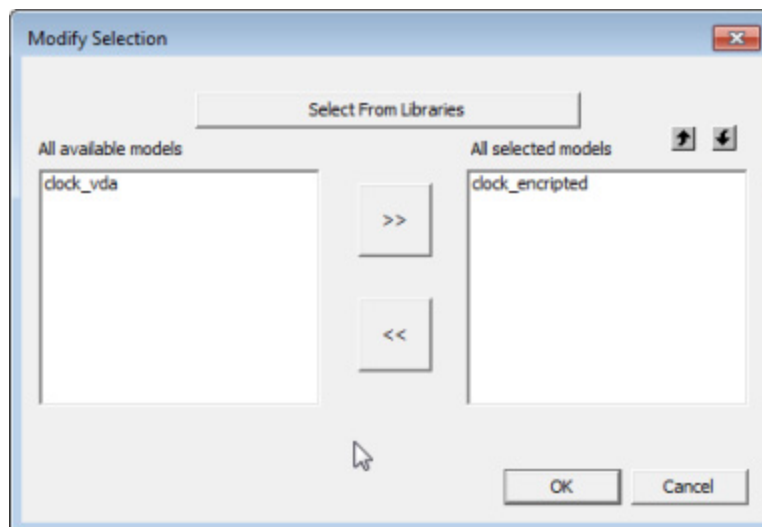 Modify Selection
Select From Libraries
All available models
All selected models
clock_vda
clock_encripted
>>
<<
OK
Cancel